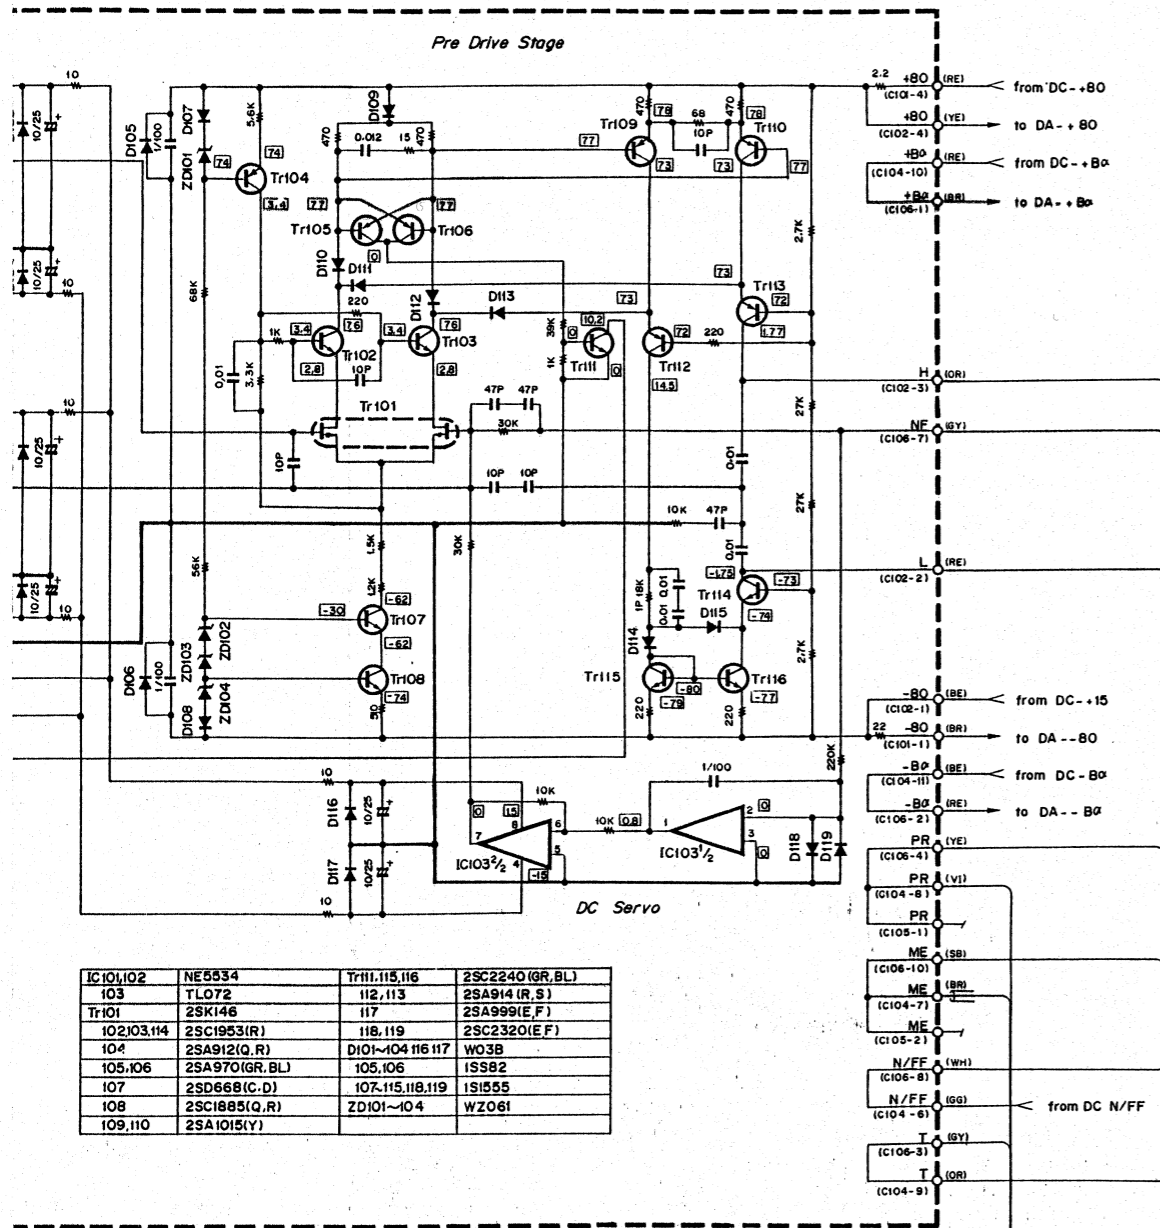 Pre Drive Stage
10
10/25
D105
1/100
D107
ZD101
5.6K
74
Tr104
3.4
D109
470
0.012
15
470
77
Tr105
77
Tr106
0
D110
D111
D112
D113
220
1K
3.4
7.6
Tr102
3.4
7.6
Tr103
2.8
10P
2.8
0.01
3.3K
68K
Tr101
470
78
68
10P
470
78
Tr109
77
73
Tr110
73
77
2.7K
73
73
Tr113
72
1.77
39K
0
10.2
1K
Tr111
0
72
220
Tr112
14.5
47P 47P
30K
10P 10P
10P
30K
0.01
27K
10K
47P
0.01
27K
56K
1.5K
1.2K
-30
-62
Tr107
-62
Tr108
-74
510
ZD102
ZD103
ZD104
D108
D106
1/100
-1.75
-73
Tr114
-74
1P 18K
0.01 0.01
D115
D114
Tr115
-80
-79
Tr116
-77
220
220
2.7K
220K
10/25
10
10/25
10
10/25
10/25
10
10
D116
10/25
D117
10/25
10
0
15
10K
7
8
6
5
4
IC103 2/2
-15
10K
0.8
1/100
1
2
0
3
0
IC103 1/2
D118
D119
DC Servo
2.2
+80
(RE)
(C101-4)
from DC-+80
+80
(YE)
(C102-4)
to DA-+80
+Bα
(RE)
(C104-10)
from DC-+Bα
+Bα
(BR)
(C106-1)
to DA-+Bα
H
(OR)
(C102-3)
NF
(GY)
(C106-7)
L
(RE)
(C102-2)
-80
(BE)
(C102-1)
from DC-+15
22
-80
(BR)
(C101-1)
to DA--80
-Bα
(BE)
(C104-11)
from DC-Bα
-Bα
(RE)
(C106-2)
to DA--Bα
PR
(YE)
(C106-4)
PR
(VI)
(C104-8)
PR
(C105-1)
ME
(SB)
(C106-10)
ME
(BR)
(C104-7)
ME
(C105-2)
N/FF
(WH)
(C106-8)
N/FF
(GG)
(C104-6)
from DC N/FF
T
(GY)
(C106-3)
T
(OR)
(C104-9)
IC101,102 NE5534 Tr111.115,116 2SC2240(GR,BL)
103 TL072 112,113 2SA914(R,S)
Tr101 2SK146 117 2SA999(E,F)
102,103,114 2SC1953(R) 118,119 2SC2320(E,F)
104 2SA912(Q,R) D101~104 116 117 W03B
105,106 2SA970(GR,BL) 105,106 1SS82
107 2SD668(C-D) 107~115,118,119 1S1555
108 2SC1885(Q,R) ZD101~04 WZ061
109,110 2SA1015(Y)